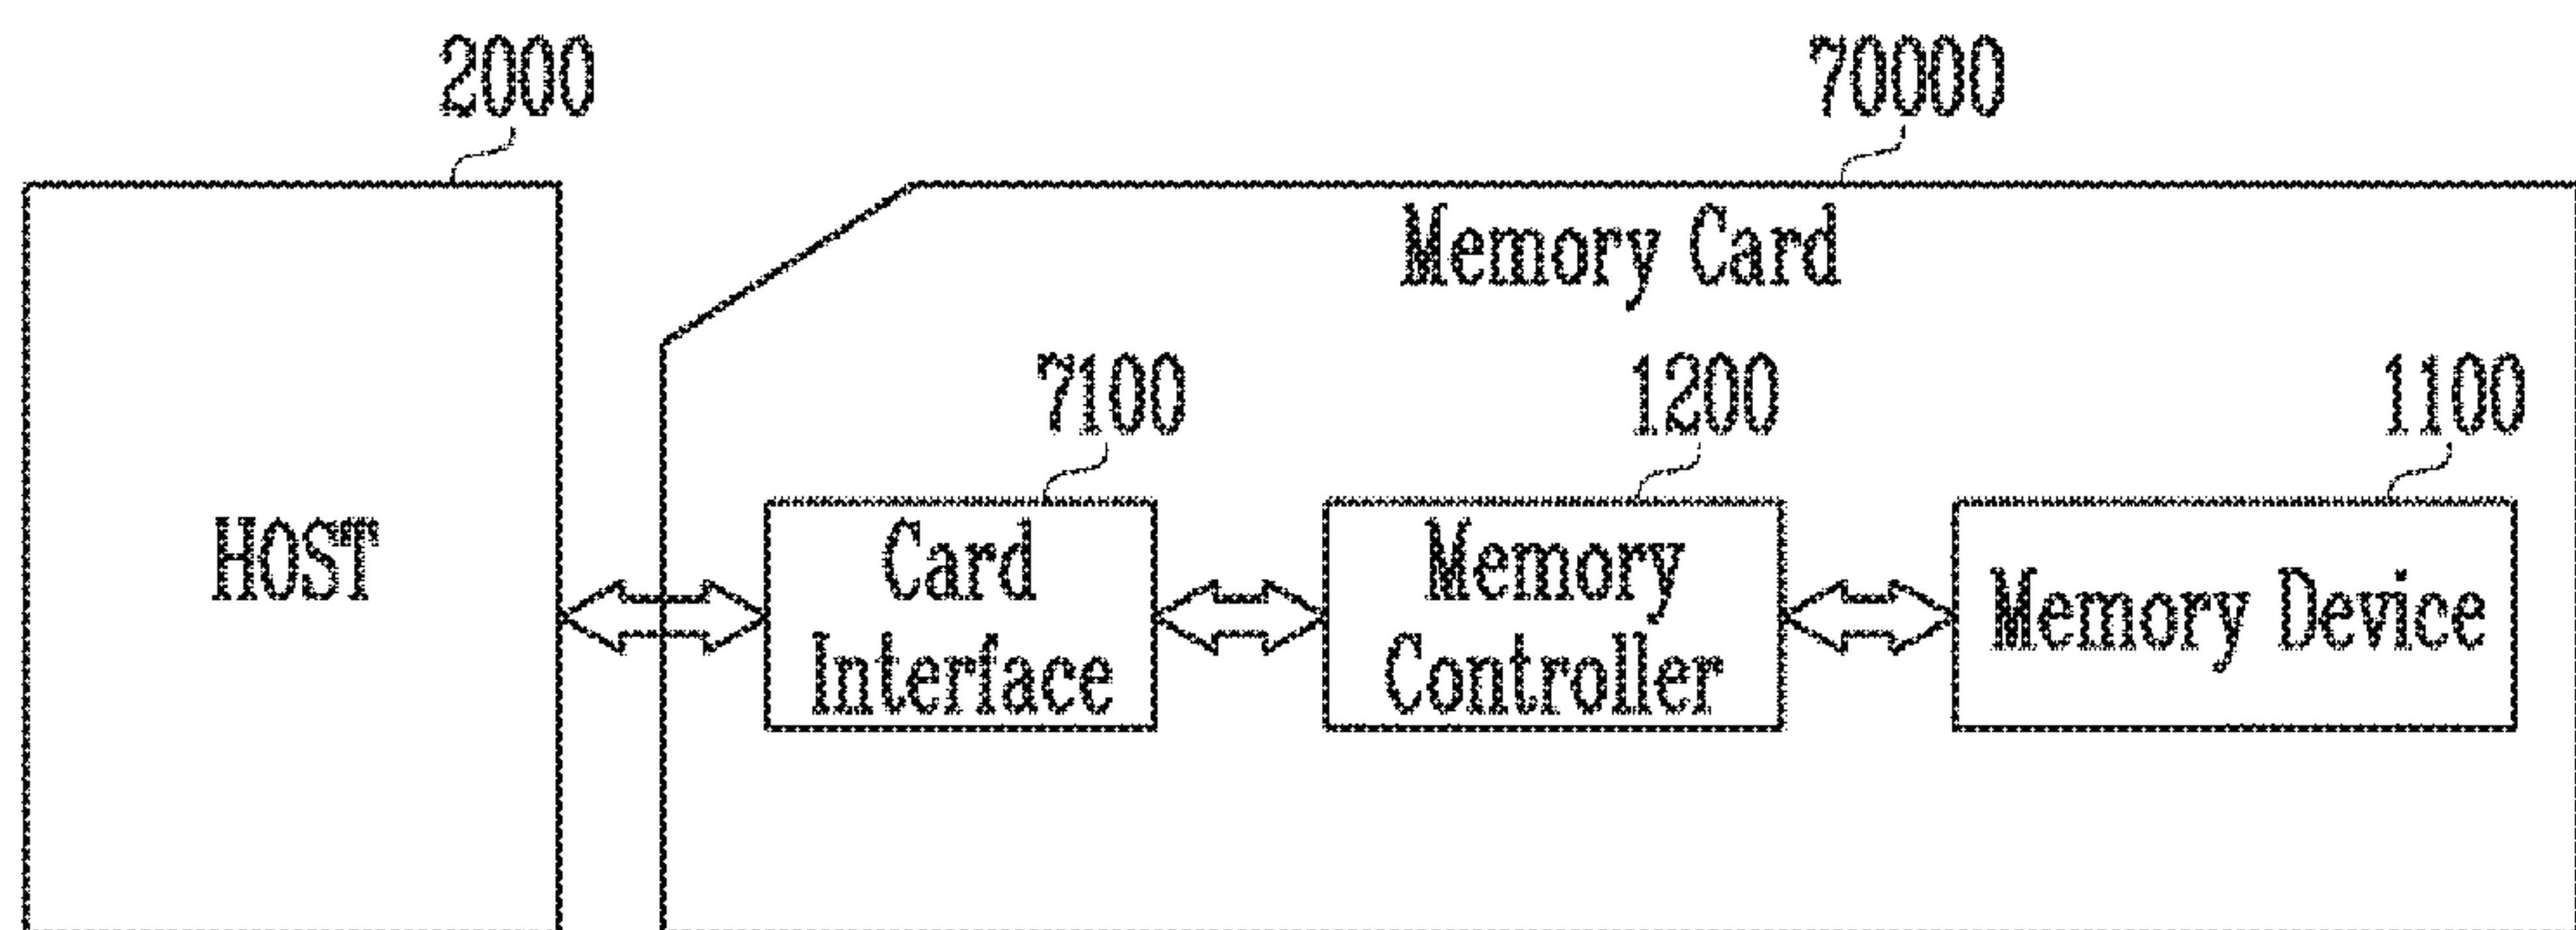 2000
70000
Memory Card
7100
1200
1100
HOST
Card
Interface
Memory
Controller
Memory Device